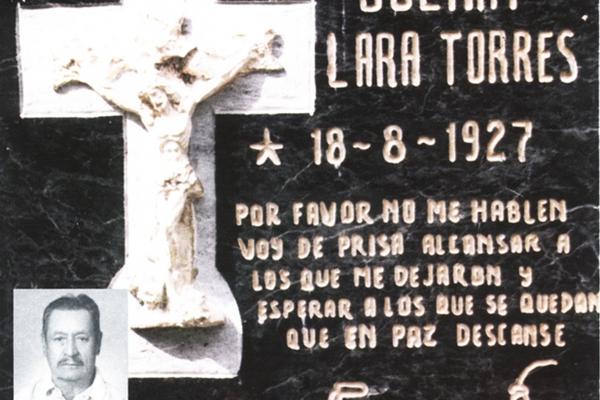 LARA TORRES
* 18~8~1927
POR FAVOR NO ME HABLEN
VOY DE PRISA ALCANSAR A
LOS QUE ME DEJARON Y
ESPERAR A LOS QUE SE QUEDAN
QUE EN PAZ DESCANSE